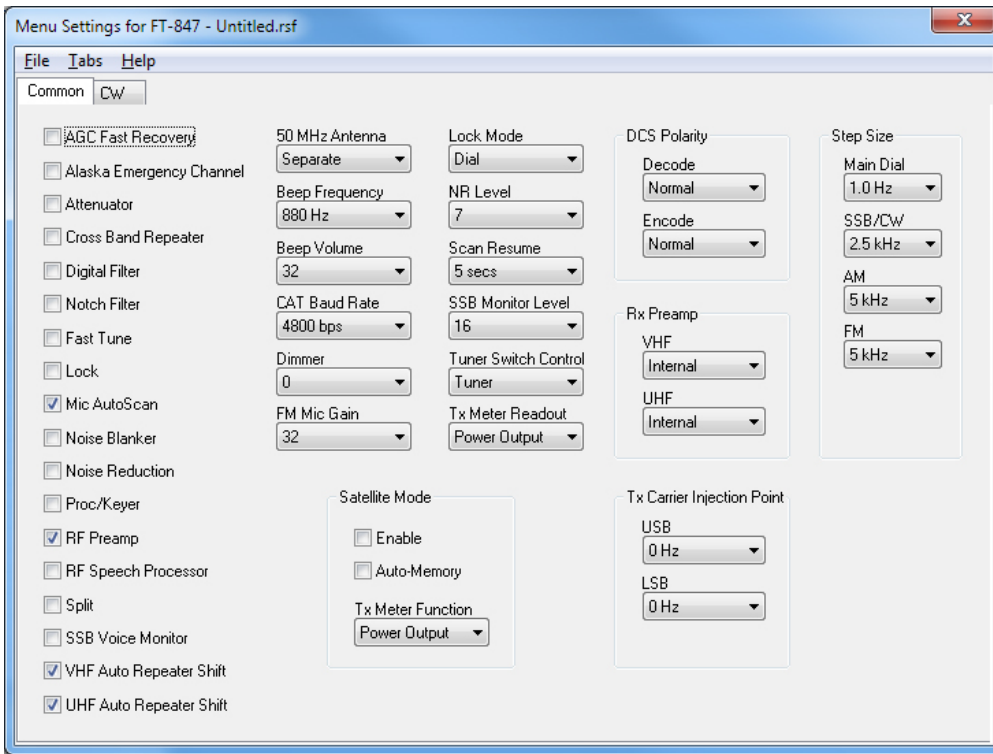 Menu Settings for FT-847 - Untitled.rsf
File Tabs Help
Common CW
AGC Fast Recovery
Alaska Emergency Channel
Attenuator
Cross Band Repeater
Digital Filter
Notch Filter
Fast Tune
Lock
Mic AutoScan
Noise Blanker
Noise Reduction
Proc/Keyer
RF Preamp
RF Speech Processor
Split
SSB Voice Monitor
VHF Auto Repeater Shift
UHF Auto Repeater Shift
50 MHz Antenna
Separate
Beep Frequency
880 Hz
Beep Volume
32
CAT Baud Rate
4800 bps
Dimmer
0
FM Mic Gain
32
Lock Mode
Dial
NR Level
7
Scan Resume
5 secs
SSB Monitor Level
16
Tuner Switch Control
Tuner
Tx Meter Readout
Power Output
Satellite Mode
Enable
Auto-Memory
Tx Meter Function
Power Output
DCS Polarity
Decode
Normal
Encode
Normal
Rx Preamp
VHF
Internal
UHF
Internal
Tx Carrier Injection Point
USB
0 Hz
LSB
0 Hz
Step Size
Main Dial
1.0 Hz
SSB/CW
2.5 kHz
AM
5 kHz
FM
5 kHz